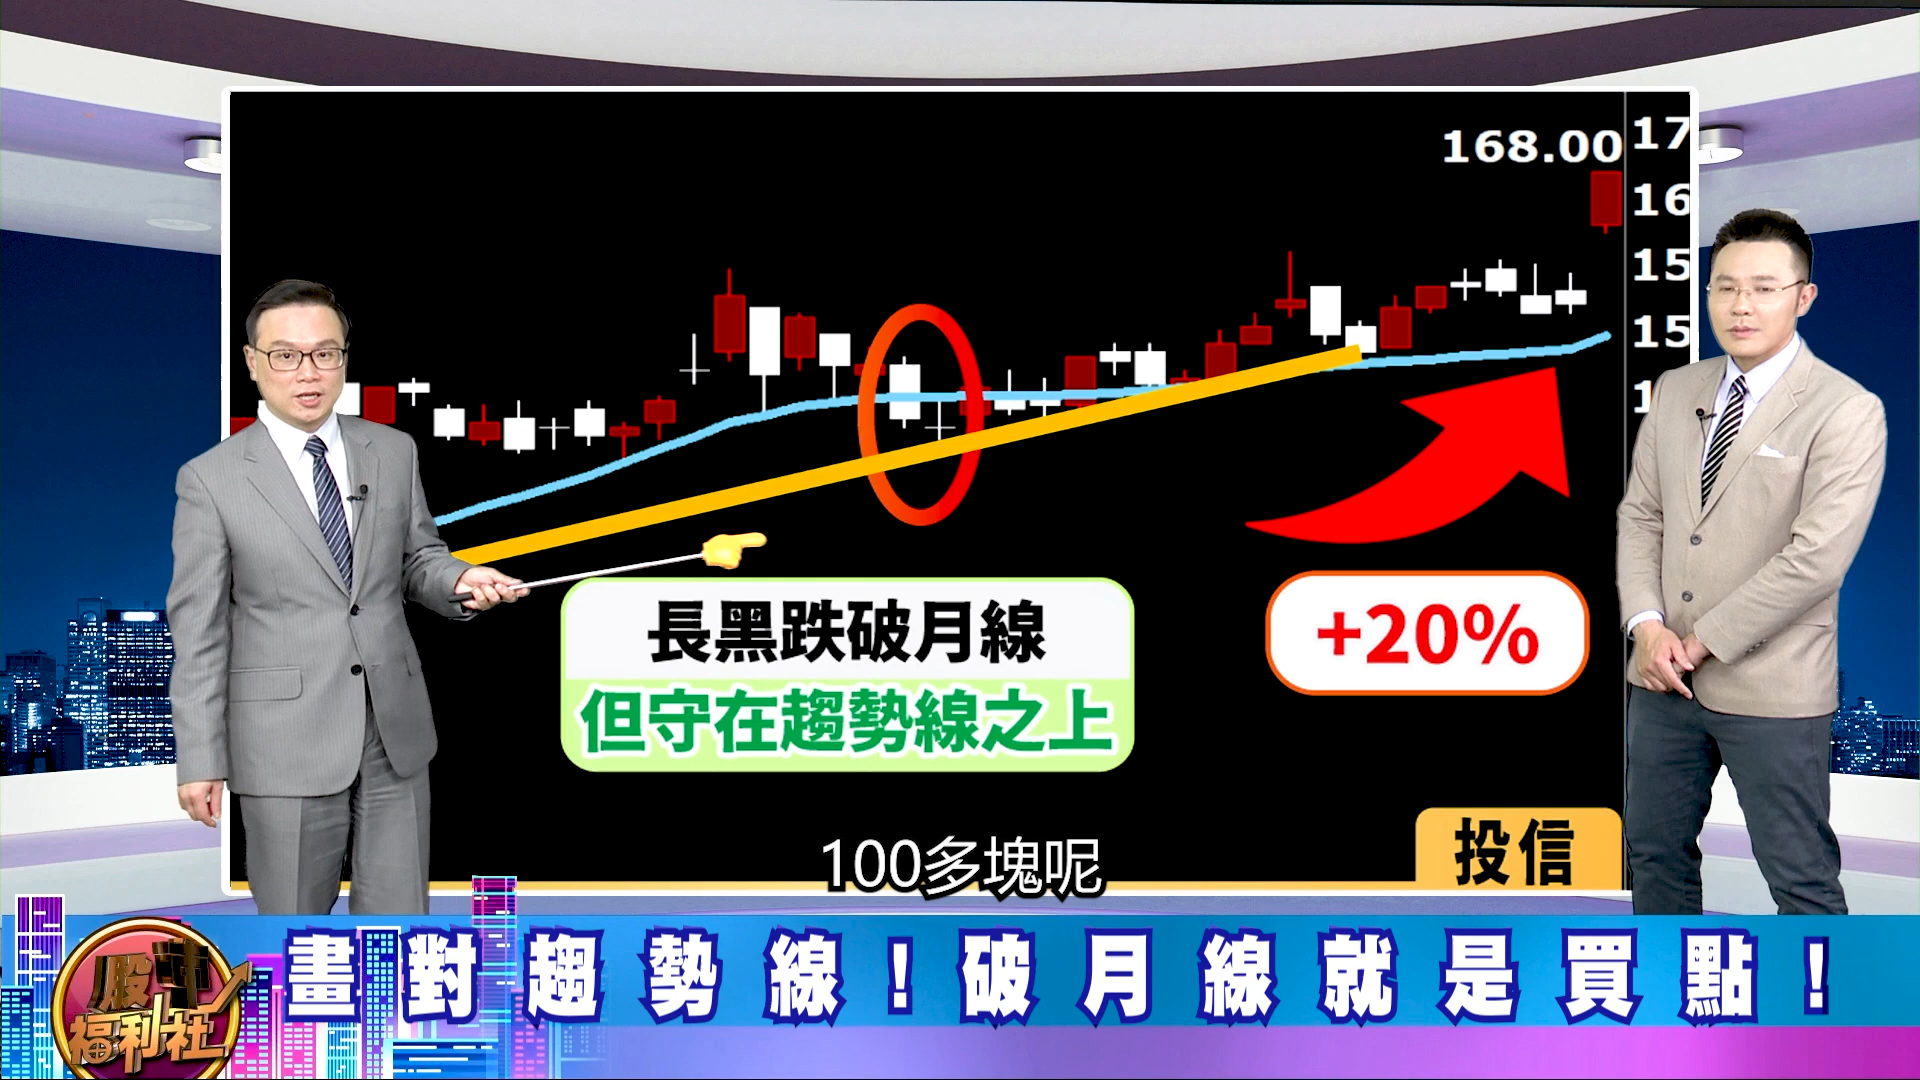 168.00
17
16
15
15
1
長黑跌破月線
但守在趨勢線之上
+20%
投信
100多塊呢
畫對趨勢線！破月線就是買點！
股市
福利社